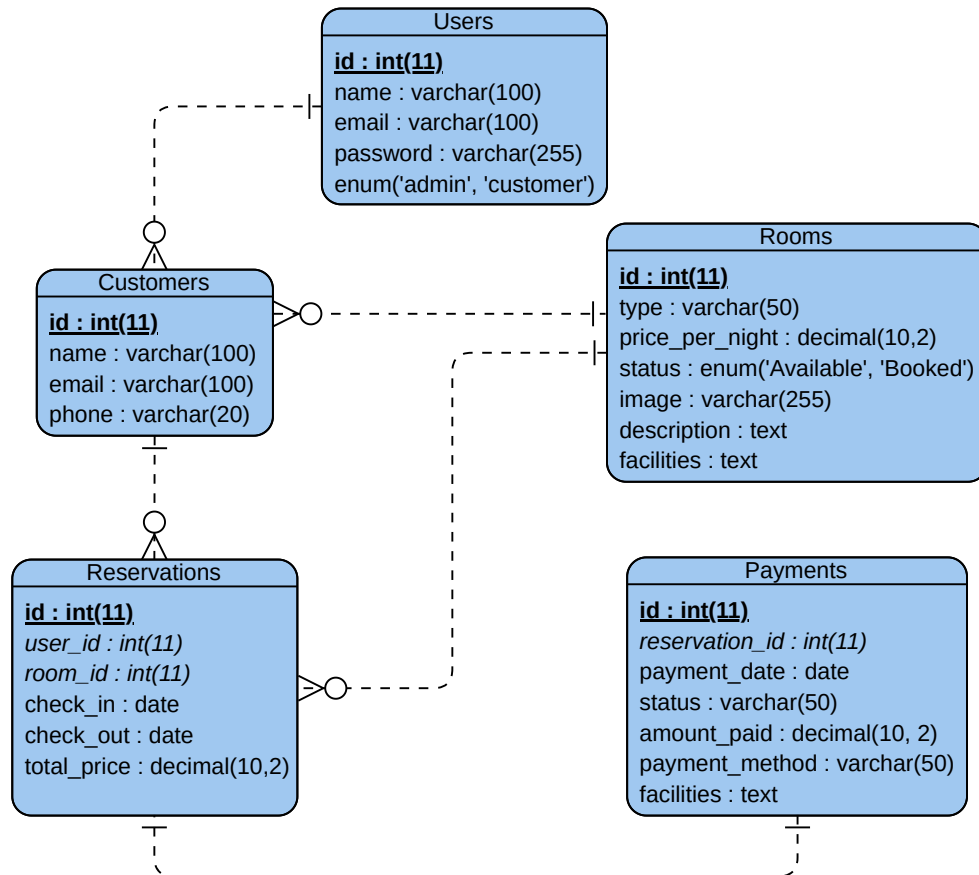 Users
id : int(11)
name : varchar(100)
email : varchar(100)
password : varchar(255)
enum('admin', 'customer')
Rooms
id : int(11)
type : varchar(50)
price_per_night : decimal(10,2)
status : enum('Available', 'Booked')
image : varchar(255)
description : text
facilities : text
Customers
id : int(11)
name : varchar(100)
email : varchar(100)
phone : varchar(20)
Reservations
id : int(11)
user_id : int(11)
room_id : int(11)
check_in : date
check_out : date
total_price : decimal(10,2)
Payments
id : int(11)
reservation_id : int(11)
payment_date : date
status : varchar(50)
amount_paid : decimal(10, 2)
payment_method : varchar(50)
facilities : text